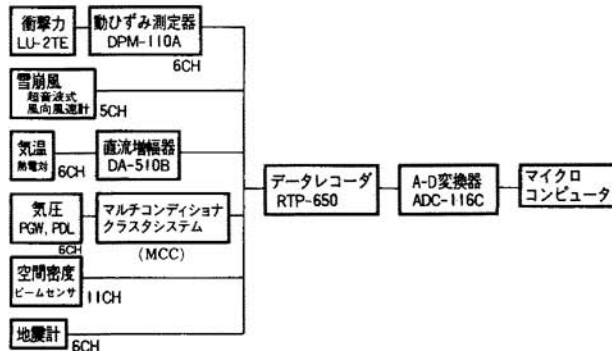 衝撃力
LU-2TE
動ひずみ測定器
DPM-110A
6CH
雪崩風
超音波式
風向風速計
5CH
気温
熱電対
6CH
直流増幅器
DA-510B
気圧
PGW, PDL
6CH
マルチコンディショナ
クラスタシステム
(MCC)
空間密度
ビームセンサ
11CH
地震計
6CH
データレコーダ
RTP-650
A-D変換器
ADC-116C
マイクロ
コンピュータ